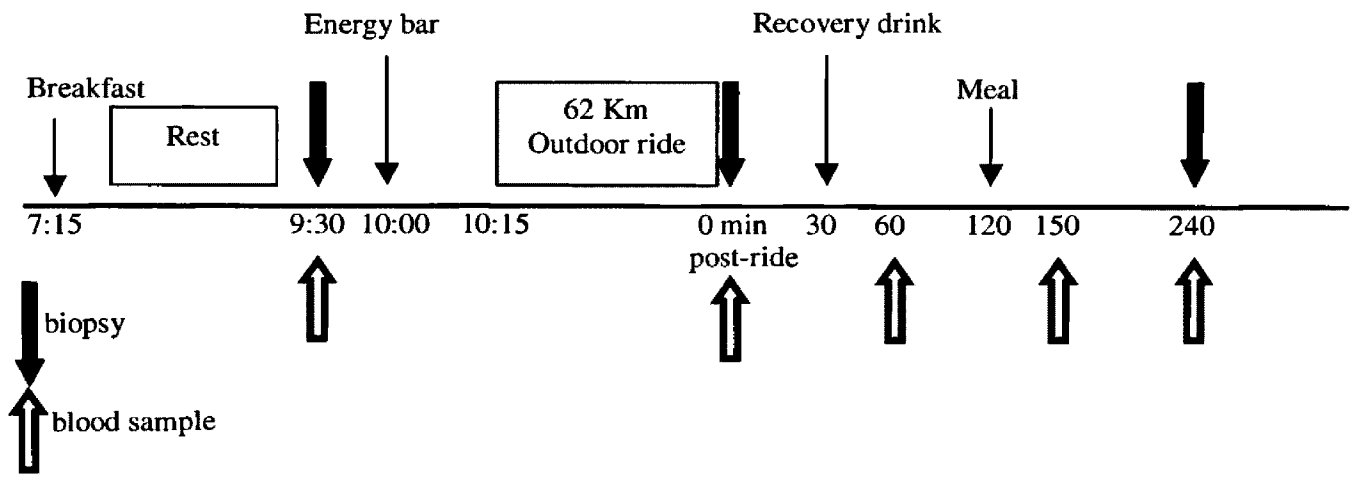 Energy bar
Recovery drink
Breakfast
Meal
Rest
62 Km
Outdoor ride
7:15
9:30
10:00
10:15
0 min
post-ride
30
60
120
150
240
biopsy
blood sample